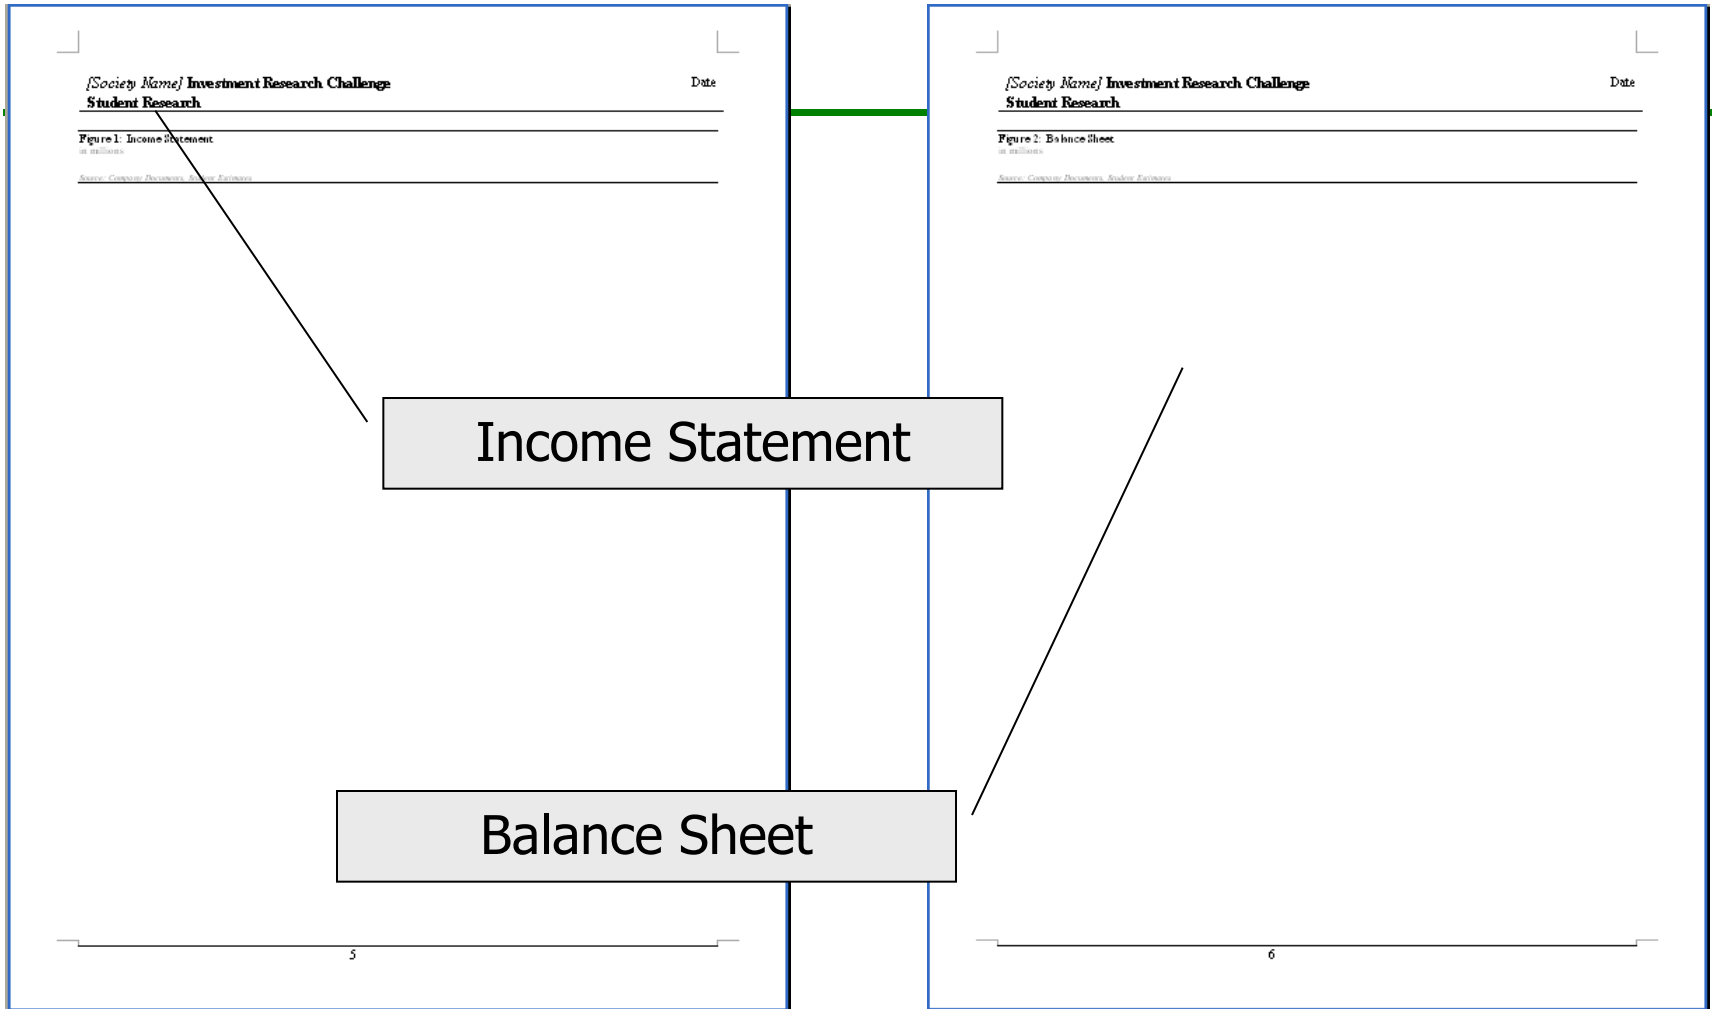 [Society Name] Investment Research Challenge
Date
Student Research
Figure 1: Income Statement
in millions
Source: Company Documents, Student Estimates
5
[Society Name] Investment Research Challenge
Date
Student Research
Figure 2: Balance Sheet
in millions
Source: Company Documents, Student Estimates
6
Income Statement
Balance Sheet